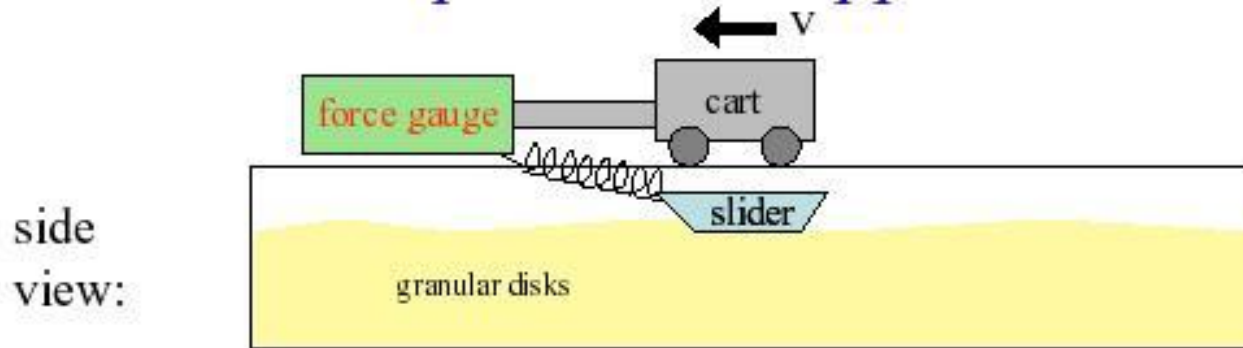 V
force gauge
cart
slider
side
view:
granular disks